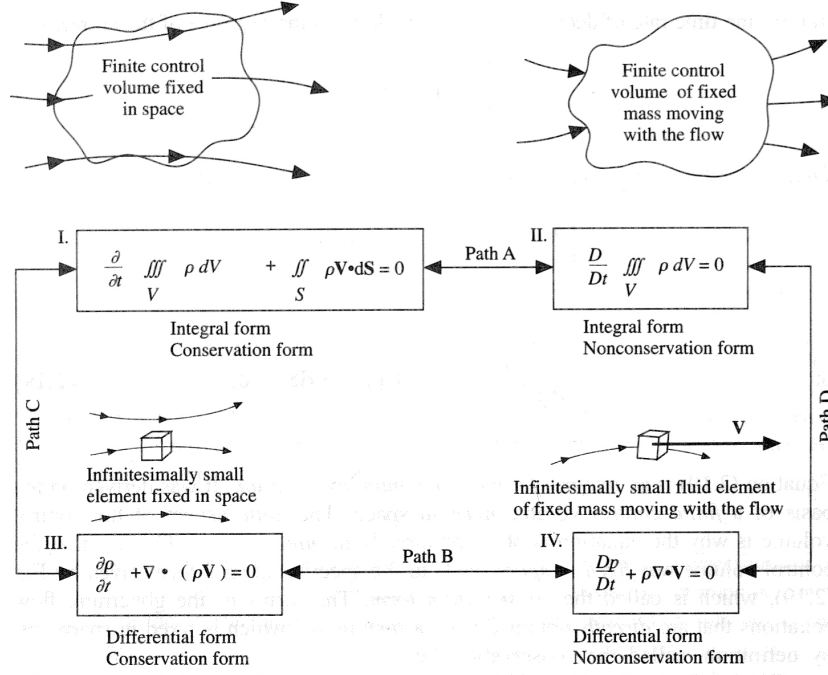 Finite control
volume fixed
in space
Finite control
volume of fixed
mass moving
with the flow
I.
∂/∂t ∭ ρ dV + ∬ ρV•dS = 0
V S
Path A
II.
D/Dt ∭ ρ dV = 0
V
Integral form
Conservation form
Integral form
Nonconservation form
Path C
Path D
V
Infinitesimally small
element fixed in space
Infinitesimally small fluid element
of fixed mass moving with the flow
III.
∂ρ/∂t +∇ • (ρV) = 0
Path B
IV.
Dp/Dt + ρV•V = 0
Differential form
Conservation form
Differential form
Nonconservation form